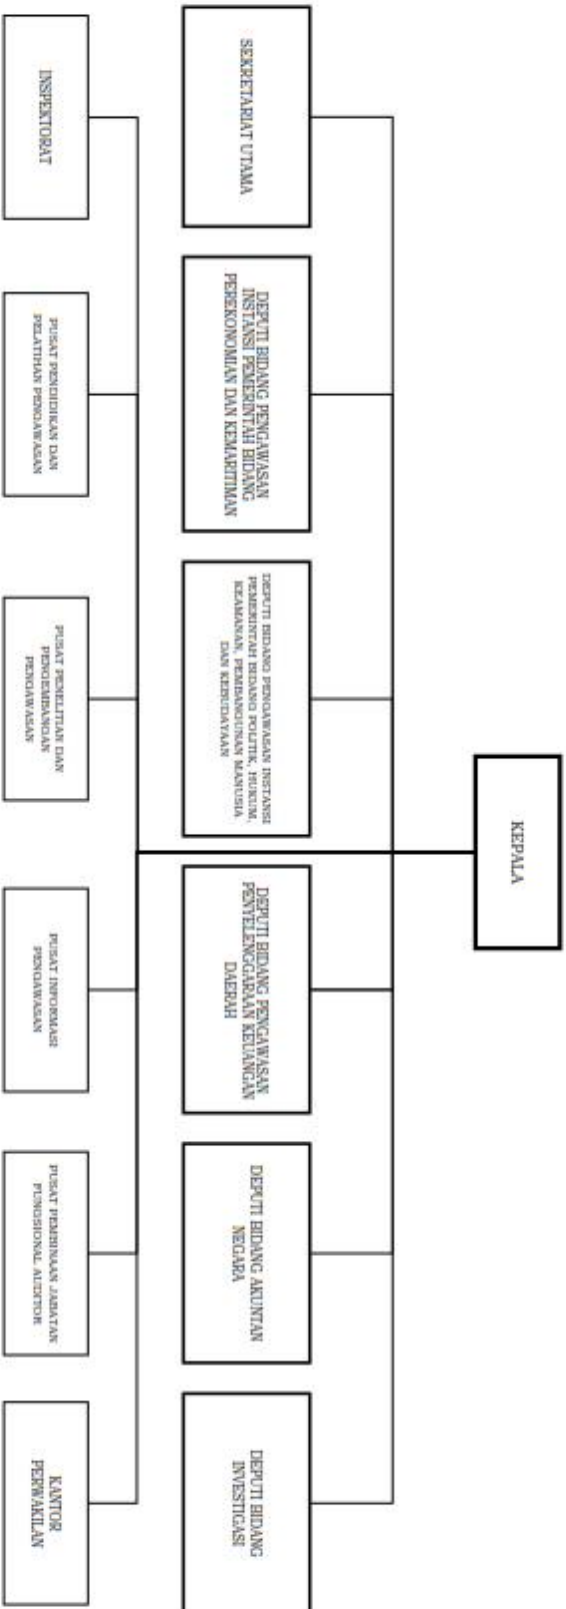 KEPALA
SEKRETARIAT UTAMA
DEPUTI BIDANG PENGAWASAN
INSTANSI PEMERINTAH BIDANG
PEREKONOMIAN DAN KEMARITIMAN
DEPUTI BIDANG PENGAWASAN INSTANSI
PEMERINTAH BIDANG POLITIK, HUKUM,
KEAMANAN, PEMBANGUNAN MANUSIA
DAN KEBUDAYAAN
DEPUTI BIDANG PENGAWASAN
PENYELENGGARAAN KEUANGAN
DAERAH
DEPUTI BIDANG AKUNTAN
NEGARA
DEPUTI BIDANG
INVESTIGASI
INSPEKTORAT
PUSAT PENDIDIKAN DAN
PELATIHAN PENGAWASAN
PUSAT PENELITIAN DAN
PENGEMBANGAN
PENGAWASAN
PUSAT INFORMASI
PENGAWASAN
PUSAT PEMBINAAN JABATAN
FUNGSIONAL AUDITOR
KANTOR
PERWAKILAN